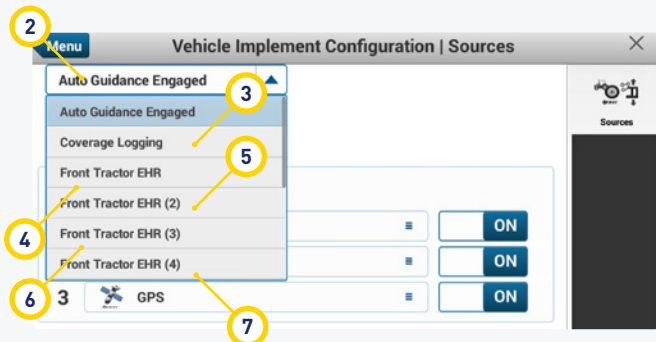 2
Menu
Vehicle Implement Configuration | Sources
Auto Guidance Engaged
3
Sources
Auto Guidance Engaged
Coverage Logging
5
Front Tractor EHR
Front Tractor EHR (2)
ON
4
Front Tractor EHR (3)
ON
Front Tractor EHR (4)
6
3 GPS
ON
7